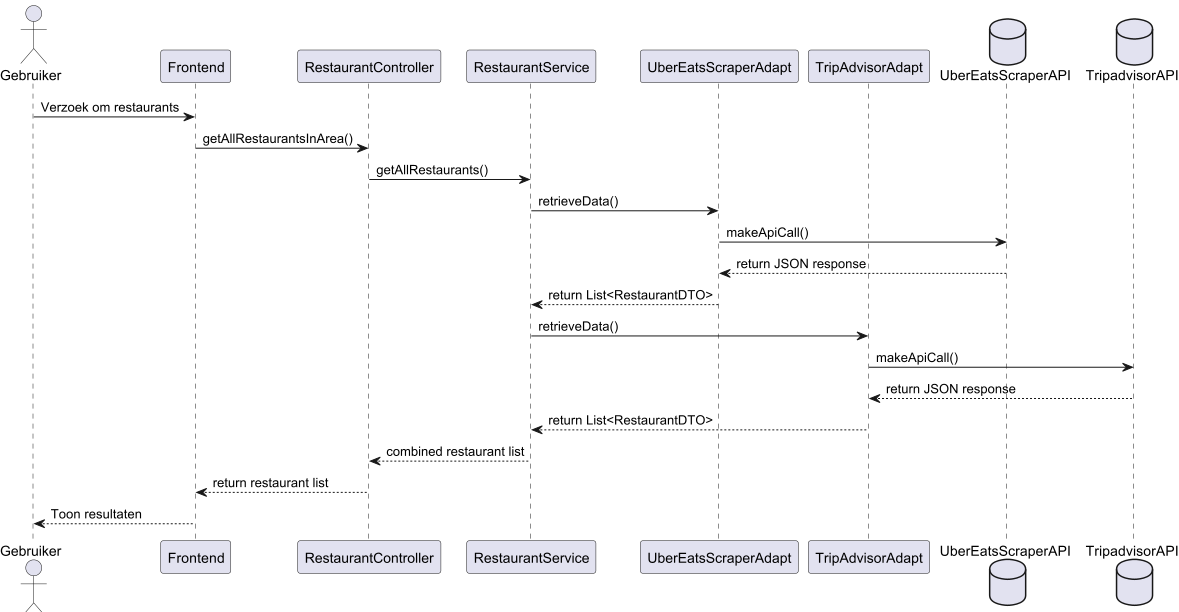 Gebruiker
Frontend
RestaurantController
RestaurantService
UberEatsScraperAdapt
TripAdvisorAdapt
UberEatsScraperAPI
TripadvisorAPI
Verzoek om restaurants
getAllRestaurantsInArea()
getAllRestaurants()
retrieveData()
makeApiCall()
return JSON response
return List<RestaurantDTO>
retrieveData()
makeApiCall()
return JSON response
return List<RestaurantDTO>
combined restaurant list
return restaurant list
Toon resultaten
Gebruiker
Frontend
RestaurantController
RestaurantService
UberEatsScraperAdapt
TripAdvisorAdapt
UberEatsScraperAPI
TripadvisorAPI